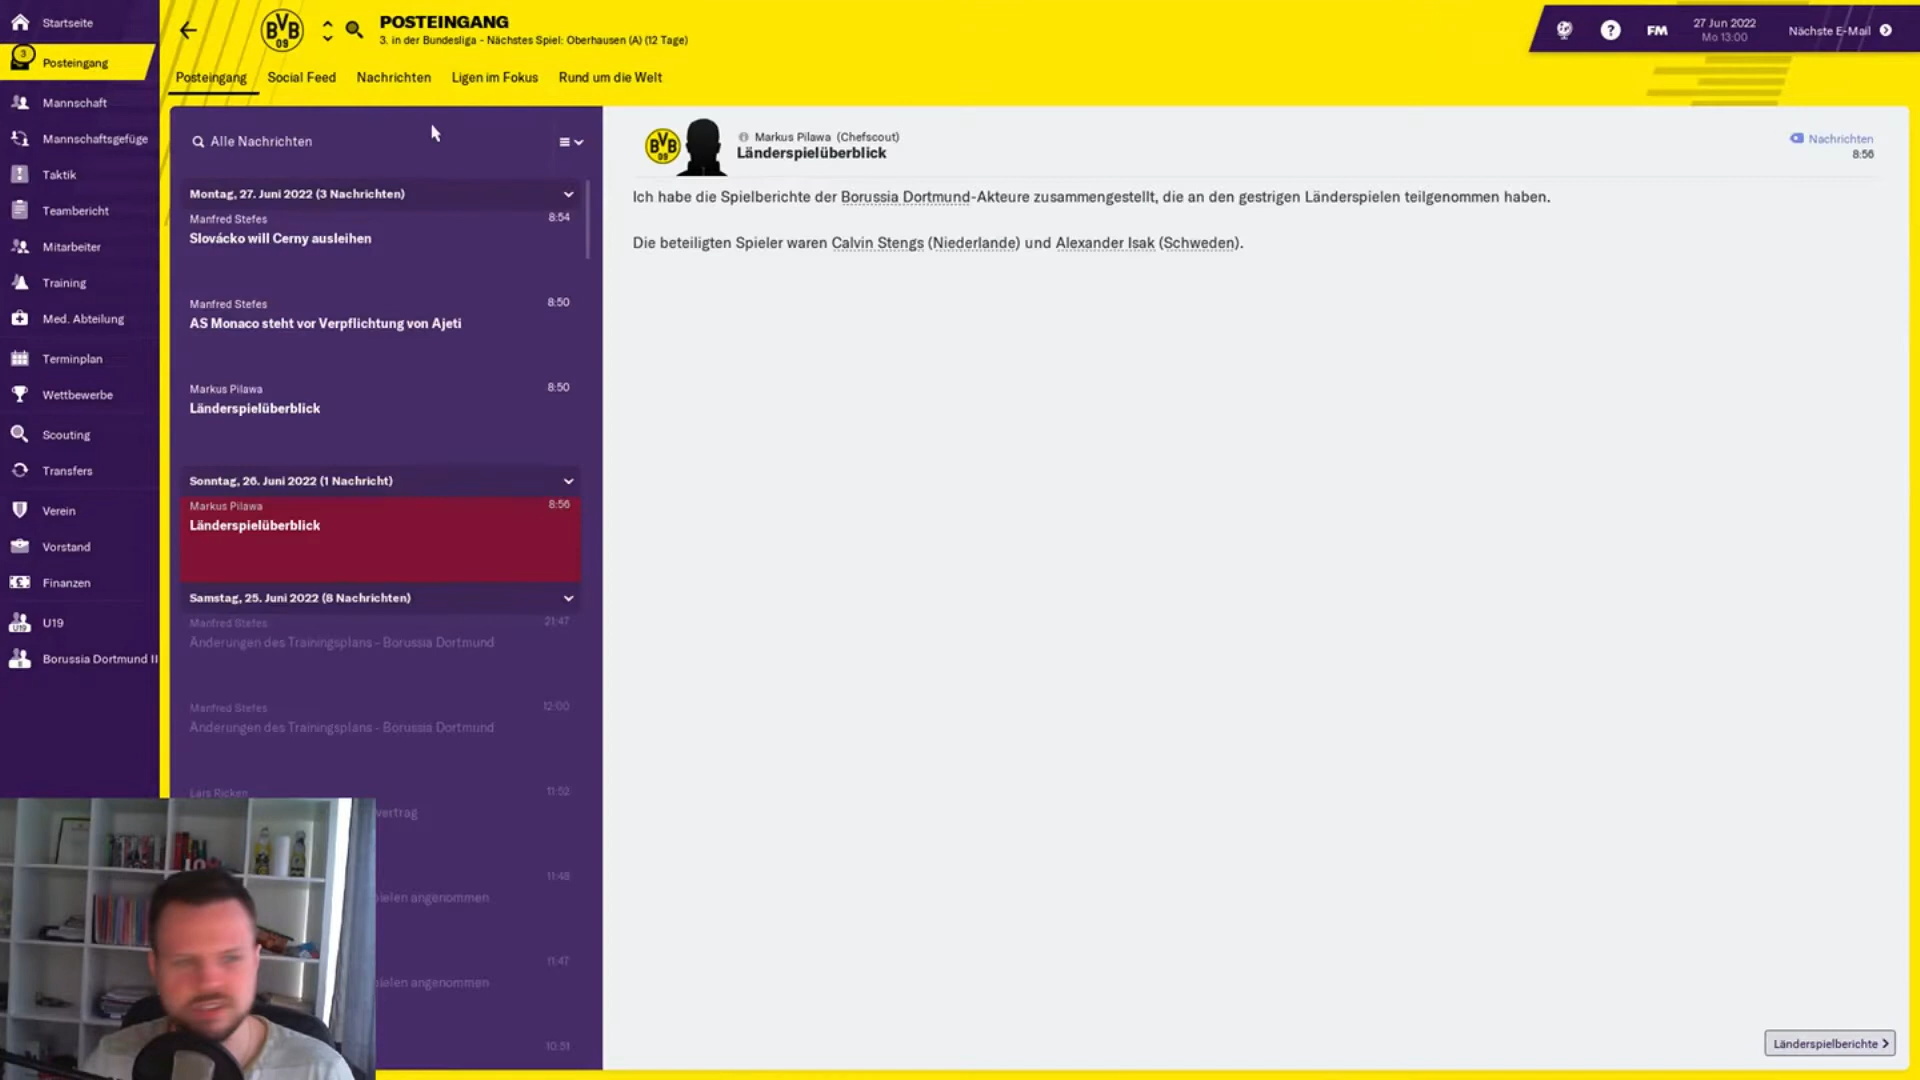 Startseite
3
Posteingang
Mannschaft
Mannschaftsgefüge
Taktik
Teambericht
Mitarbeiter
Training
Med. Abteilung
Terminplan
Wettbewerbe
Scouting
Transfers
Verein
Vorstand
Finanzen
U19
U19
Borussia Dortmund II
BVB
09
POSTEINGANG
3. in der Bundesliga - Nächstes Spiel: Oberhausen (A) (12 Tage)
?
FM
27 Jun 2022
Mo 13:00
Nächste E-Mail
Posteingang
Social Feed
Nachrichten
Ligen im Fokus
Rund um die Welt
Alle Nachrichten
Montag, 27. Juni 2022 (3 Nachrichten)
Manfred Stefes 8:54
Slovácko will Cerny ausleihen
Manfred Stefes 8:50
AS Monaco steht vor Verpflichtung von Ajeti
Markus Pilawa 8:50
Länderspielüberblick
Sonntag, 26. Juni 2022 (1 Nachricht)
Markus Pilawa 8:56
Länderspielüberblick
Samstag, 25. Juni 2022 (8 Nachrichten)
Manfred Stefes 21:47
Änderungen des Trainingsplans - Borussia Dortmund
Manfred Stefes 12:00
Änderungen des Trainingsplans - Borussia Dortmund
Lars Ricken 11:52
vertrag
11:48
ielen angenommen
11:47
ielen angenommen
10:51
BVB
09
Markus Pilawa (Chefscout)
Länderspielüberblick
Nachrichten
8:56
Ich habe die Spielberichte der Borussia Dortmund-Akteure zusammengestellt, die an den gestrigen Länderspielen teilgenommen haben.
Die beteiligten Spieler waren Calvin Stengs (Niederlande) und Alexander Isak (Schweden).
Länderspielberichte